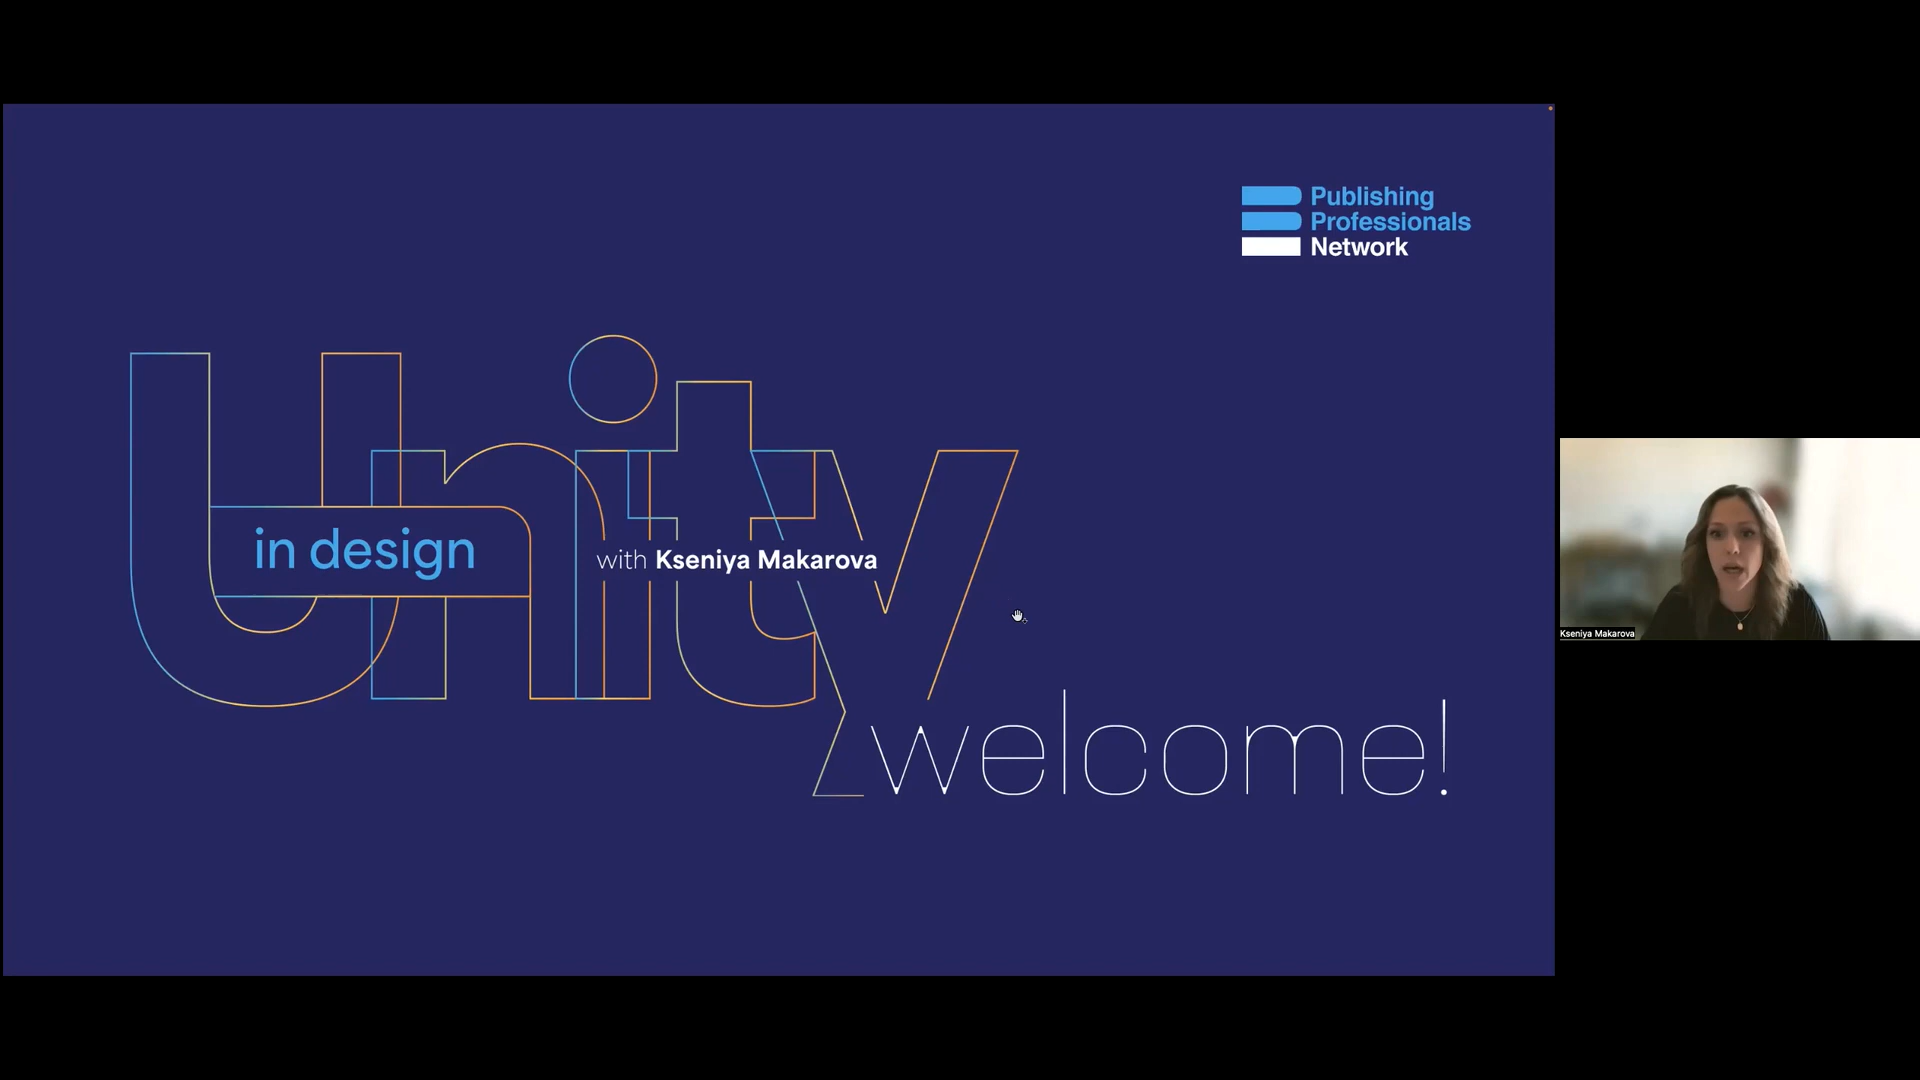 Publishing
Professionals
Network
Unity
in design
with Kseniya Makarova
welcome!
Kseniya Makarova